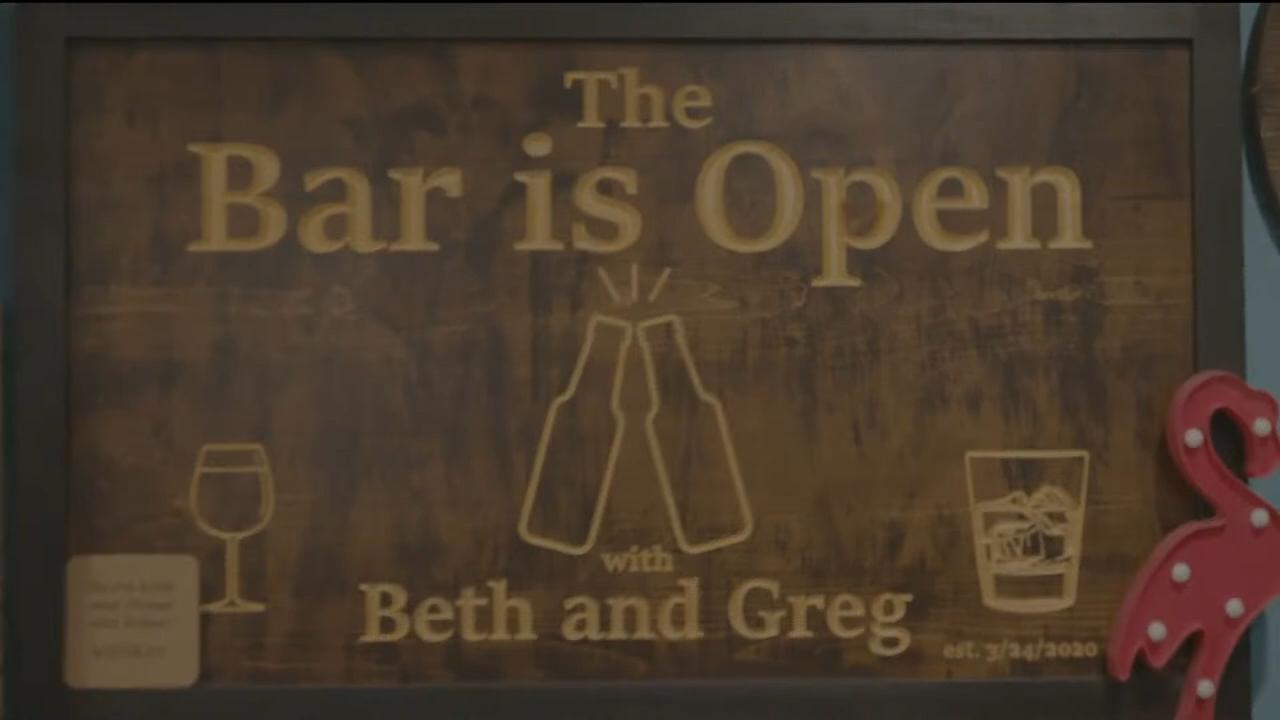 The
Bar is Open
with
Beth and Greg
est. 3/24/2020